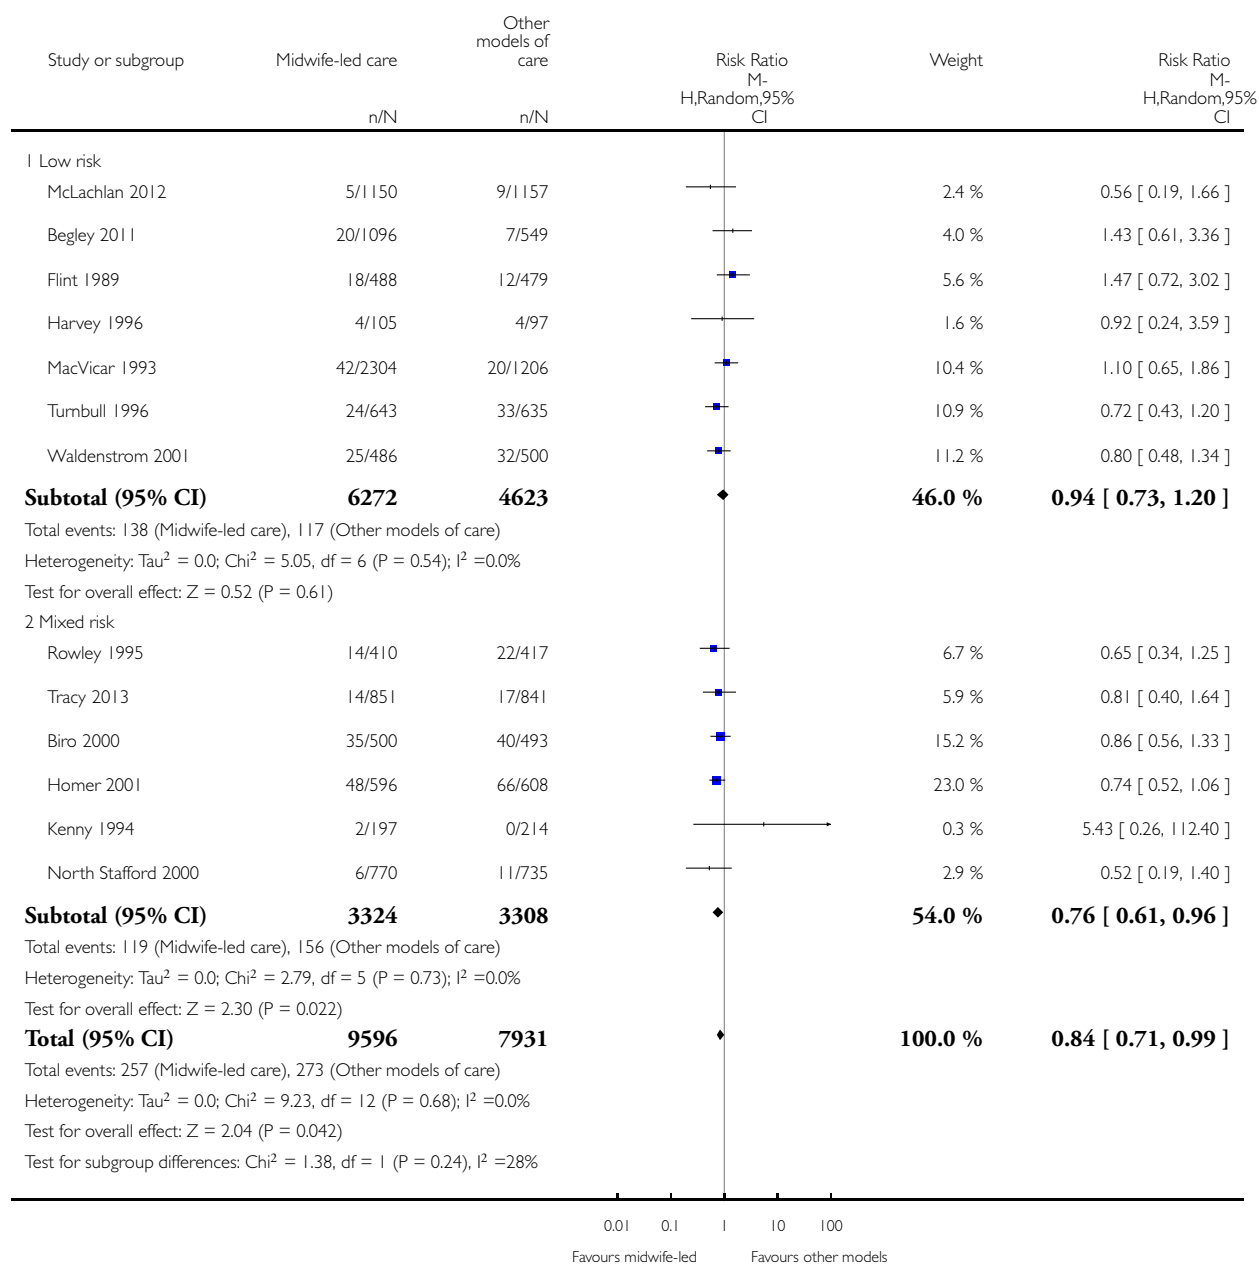 Study or subgroup Midwife-led care Other models of care Risk Ratio Weight Risk Ratio
n/N n/N M-H,Random,95% CI M-H,Random,95% CI
1 Low risk
McLachlan 2012 5/1150 9/1157 2.4 % 0.56 [ 0.19, 1.66 ]
Begley 2011 20/1096 7/549 4.0 % 1.43 [ 0.61, 3.36 ]
Flint 1989 18/488 12/479 5.6 % 1.47 [ 0.72, 3.02 ]
Harvey 1996 4/105 4/97 1.6 % 0.92 [ 0.24, 3.59 ]
MacVicar 1993 42/2304 20/1206 10.4 % 1.10 [ 0.65, 1.86 ]
Turnbull 1996 24/643 33/635 10.9 % 0.72 [ 0.43, 1.20 ]
Waldenstrom 2001 25/486 32/500 11.2 % 0.80 [ 0.48, 1.34 ]
Subtotal (95% CI) 6272 4623 46.0 % 0.94 [ 0.73, 1.20 ]
Total events: 138 (Midwife-led care), 117 (Other models of care)
Heterogeneity: Tau² = 0.0; Chi² = 5.05, df = 6 (P = 0.54); I² =0.0%
Test for overall effect: Z = 0.52 (P = 0.61)
2 Mixed risk
Rowley 1995 14/410 22/417 6.7 % 0.65 [ 0.34, 1.25 ]
Tracy 2013 14/851 17/841 5.9 % 0.81 [ 0.40, 1.64 ]
Biro 2000 35/500 40/493 15.2 % 0.86 [ 0.56, 1.33 ]
Homer 2001 48/596 66/608 23.0 % 0.74 [ 0.52, 1.06 ]
Kenny 1994 2/197 0/214 0.3 % 5.43 [ 0.26, 112.40 ]
North Stafford 2000 6/770 11/735 2.9 % 0.52 [ 0.19, 1.40 ]
Subtotal (95% CI) 3324 3308 54.0 % 0.76 [ 0.61, 0.96 ]
Total events: 119 (Midwife-led care), 156 (Other models of care)
Heterogeneity: Tau² = 0.0; Chi² = 2.79, df = 5 (P = 0.73); I² =0.0%
Test for overall effect: Z = 2.30 (P = 0.022)
Total (95% CI) 9596 7931 100.0 % 0.84 [ 0.71, 0.99 ]
Total events: 257 (Midwife-led care), 273 (Other models of care)
Heterogeneity: Tau² = 0.0; Chi² = 9.23, df = 12 (P = 0.68); I² =0.0%
Test for overall effect: Z = 2.04 (P = 0.042)
Test for subgroup differences: Chi² = 1.38, df = 1 (P = 0.24), I² =28%
0.01 0.1 1 10 100
Favours midwife-led Favours other models